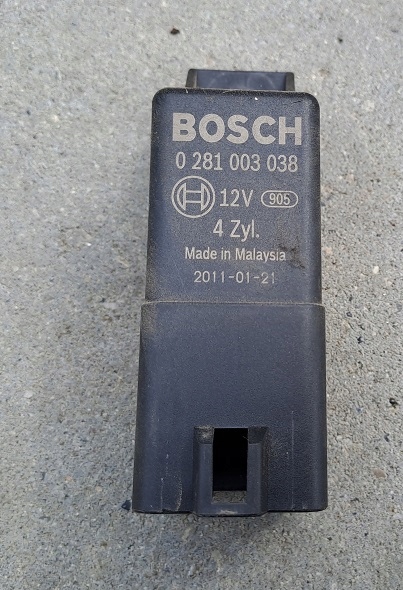 BOSCH
0 281 003 038
12V 905
4 Zyl.
Made in Malaysia
2011-01-21